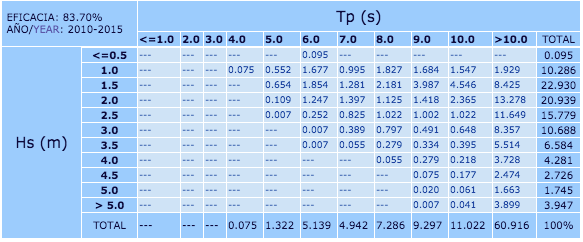 EFICACIA: 83.70%
AÑO/YEAR: 2010-2015
Tp (s)
<=1.0 2.0 3.0 4.0 5.0 6.0 7.0 8.0 9.0 10.0 >10.0 TOTAL
Hs (m)
<=0.5 --- --- --- --- --- 0.095 --- --- --- --- --- 0.095
1.0 --- --- --- 0.075 0.552 1.677 0.995 1.827 1.684 1.547 1.929 10.286
1.5 --- --- --- --- 0.654 1.854 1.281 2.181 3.987 4.546 8.425 22.930
2.0 --- --- --- --- 0.109 1.247 1.397 1.125 1.418 2.365 13.278 20.939
2.5 --- --- --- --- 0.007 0.252 0.825 1.022 1.002 1.022 11.649 15.779
3.0 --- --- --- --- --- 0.007 0.389 0.797 0.491 0.648 8.357 10.688
3.5 --- --- --- --- --- 0.007 0.055 0.279 0.334 0.395 5.514 6.584
4.0 --- --- --- --- --- --- --- 0.055 0.279 0.218 3.728 4.281
4.5 --- --- --- --- --- --- --- --- 0.075 0.177 2.474 2.726
5.0 --- --- --- --- --- --- --- --- 0.020 0.061 1.663 1.745
> 5.0 --- --- --- --- --- --- --- --- 0.007 0.041 3.899 3.947
TOTAL --- --- --- 0.075 1.322 5.139 4.942 7.286 9.297 11.022 60.916 100%